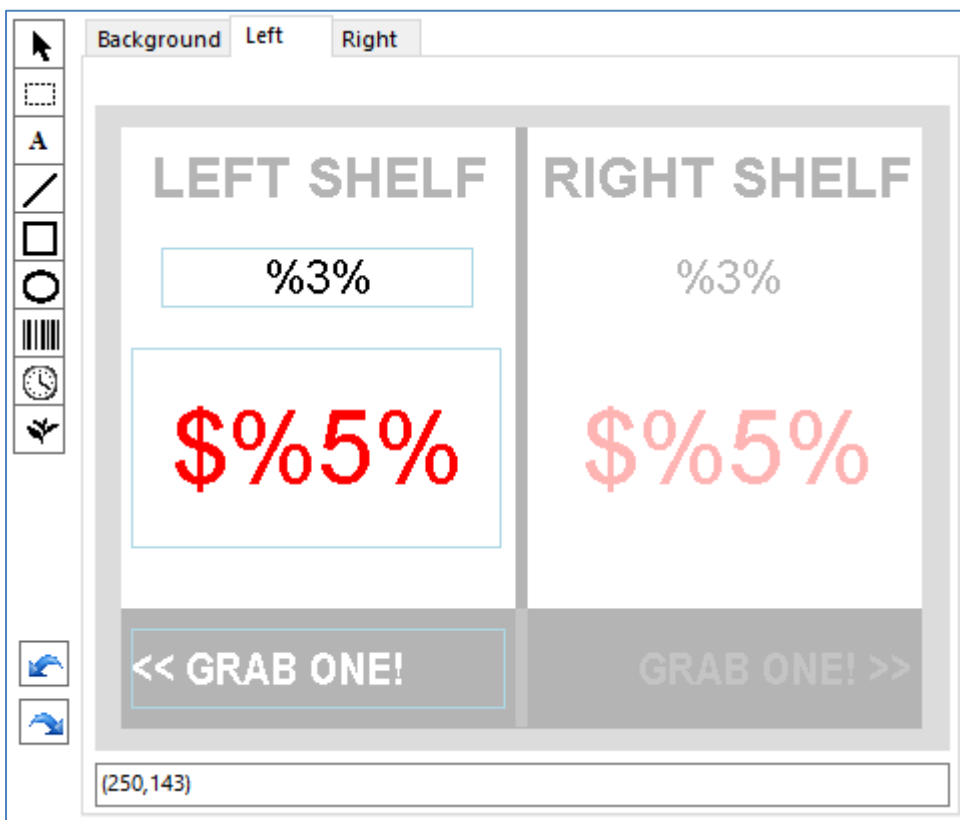 Background Left Right
A
LEFT SHELF RIGHT SHELF
%3% %3%
$%5% $%5%
<< GRAB ONE! GRAB ONE! >>
(250,143)